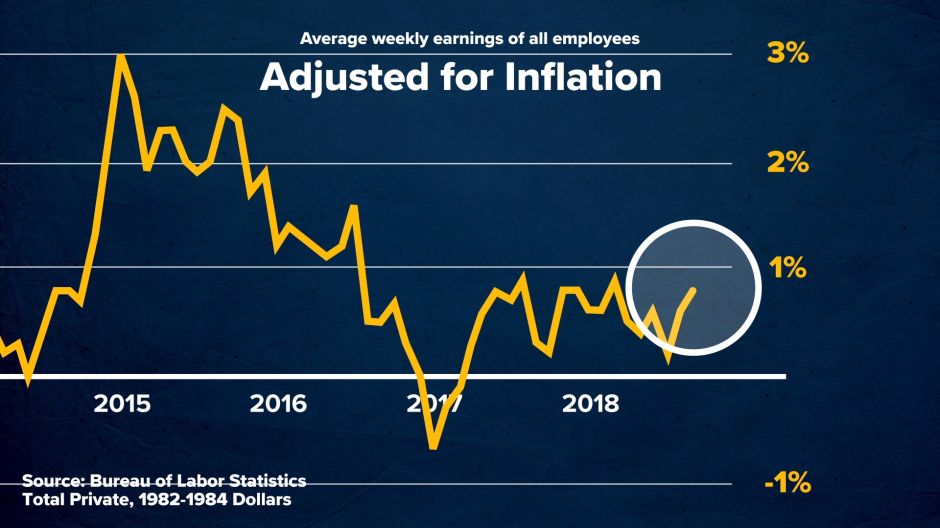 Average weekly earnings of all employees
Adjusted for Inflation
3%
2%
1%
2015 2016 2017 2018
-1%
Source: Bureau of Labor Statistics
Total Private, 1982-1984 Dollars